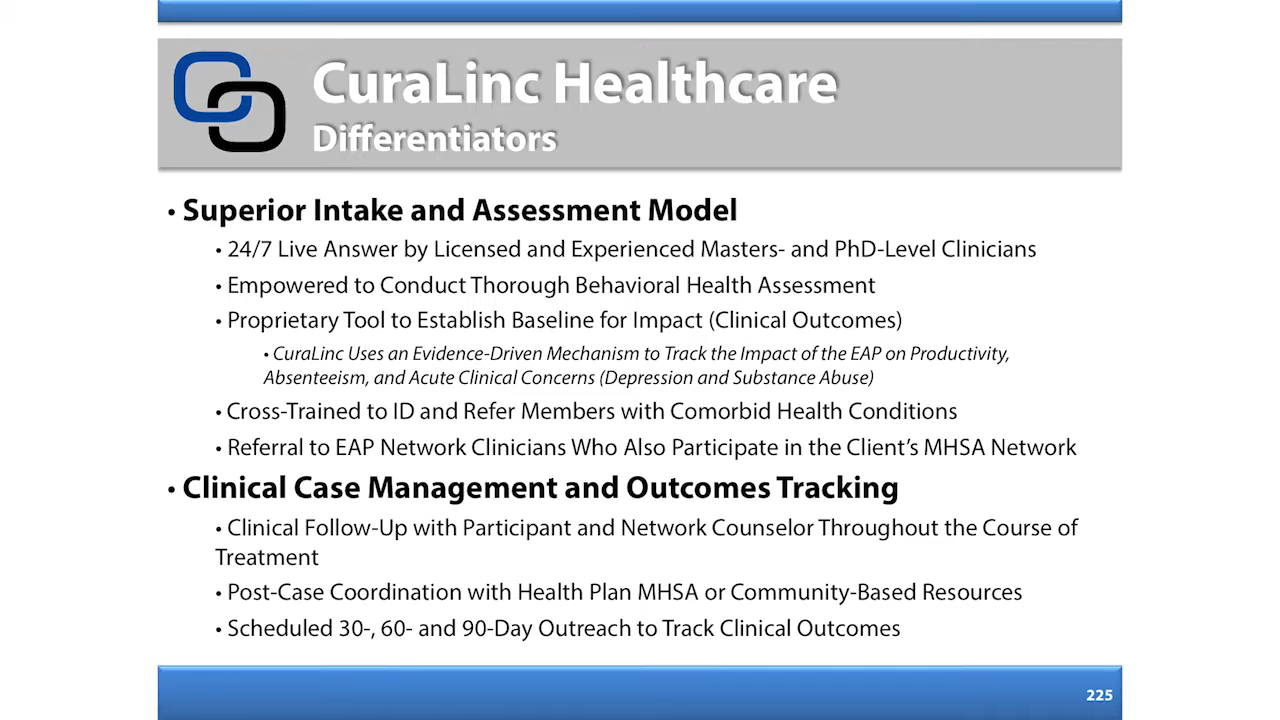 CuraLinc Healthcare
Differentiators
• Superior Intake and Assessment Model
• 24/7 Live Answer by Licensed and Experienced Masters- and PhD-Level Clinicians
• Empowered to Conduct Thorough Behavioral Health Assessment
• Proprietary Tool to Establish Baseline for Impact (Clinical Outcomes)
• CuraLinc Uses an Evidence-Driven Mechanism to Track the Impact of the EAP on Productivity,
Absenteeism, and Acute Clinical Concerns (Depression and Substance Abuse)
• Cross-Trained to ID and Refer Members with Comorbid Health Conditions
• Referral to EAP Network Clinicians Who Also Participate in the Client’s MHSA Network
• Clinical Case Management and Outcomes Tracking
• Clinical Follow-Up with Participant and Network Counselor Throughout the Course of
Treatment
• Post-Case Coordination with Health Plan MHSA or Community-Based Resources
• Scheduled 30-, 60- and 90-Day Outreach to Track Clinical Outcomes
225